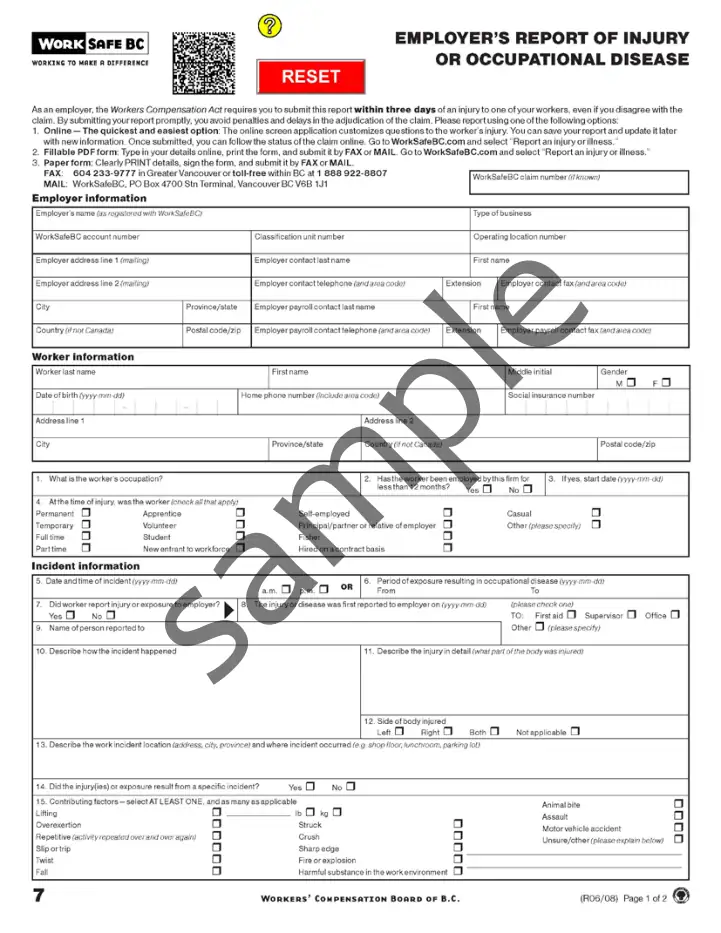 WORK SAFE BC
WORKING TO MAKE A DIFFERENCE
?
RESET
EMPLOYER'S REPORT OF INJURY
OR OCCUPATIONAL DISEASE
As an employer, the Workers Compensation Act requires you to submit this report within three days of an injury to one of your workers, even if you disagree with the
claim. By submitting your report promptly, you avoid penalties and delays in the adjudication of the claim. Please report using one of the following options:
1. Online — The quickest and easiest option: The online screen application customizes questions to the worker's injury. You can save your report and update it later
with new information. Once submitted, you can follow the status of the claim online. Go to WorkSafeBC.com and select "Report an injury or illness."
2. Fillable PDF form: Type in your details online, print the form, and submit it by FAX or MAIL. Go to WorkSafeBC.com and select "Report an injury or illness."
3. Paper form: Clearly PRINT details, sign the form, and submit it by FAX or MAIL.
FAX: 604 233-9777 in Greater Vancouver or toll-free within BC at 1 888 922-8807
MAIL: WorkSafeBC, PO Box 4700 Stn Terminal, Vancouver BC V6B 1J1
WorkSafeBC claim number (if known)
Employer information
Employer's name (as registered with WorkSafeBC) Type of business
WorkSafeBC account number Classification unit number Operating location number
Employer address line 1 (mailing) Employer contact last name First name
Employer address line 2 (mailing) Employer contact telephone (and area code) Extension Employer contact fax (and area code)
City Province/state Employer payroll contact last name First name
Country (if not Canada) Postal code/zip Employer payroll contact telephone (and area code) Extension Employer payroll contact fax (and area code)
Worker information
Worker last name First name Middle initial Gender
M F
Date of birth (yyyy-mm-dd) Home phone number (include area code) Social insurance number
– –
Address line 1 Address line 2
City Province/state Country (if not Canada) Postal code/zip
1. What is the worker's occupation? 2. Has the worker been employed by this firm for 3. If yes, start date (yyyy-mm-dd)
less than 12 months? Yes No
4. At the time of injury, was the worker (check all that apply)
Permanent Apprentice Self-employed Casual
Temporary Volunteer Principal/partner or relative of employer Other (please specify)
Full time Student Fisher
Part time New entrant to workforce Hired on a contract basis
Incident information
5. Date and time of incident (yyyy-mm-dd) OR 6. Period of exposure resulting in occupational disease (yyyy-mm-dd)
a.m. p.m. From To
7. Did worker report injury or exposure to employer? 8. The injury or disease was first reported to employer on (yyyy-mm-dd) (please check one)
Yes No TO: First aid Supervisor Office
9. Name of person reported to Other (please specify)
10. Describe how the incident happened 11. Describe the injury in detail (what part of the body was injured)
12. Side of body injured
Left Right Both Not applicable
13. Describe the work incident location (address, city, province) and where incident occurred (e.g. shop floor, lunchroom, parking lot)
14. Did the injury(ies) or exposure result from a specific incident? Yes No
15. Contributing factors – select AT LEAST ONE, and as many as applicable Animal bite
Lifting lb kg Assault
Overexertion Struck Motor vehicle accident
Repetitive (activity repeated over and over again) Crush Unsure/other (please explain below)
Slip or trip Sharp edge
Twist Fire or explosion
Fall Harmful substance in the work environment
sample
7 WORKERS' COMPENSATION BOARD OF B.C. (R06/08) Page 1 of 2